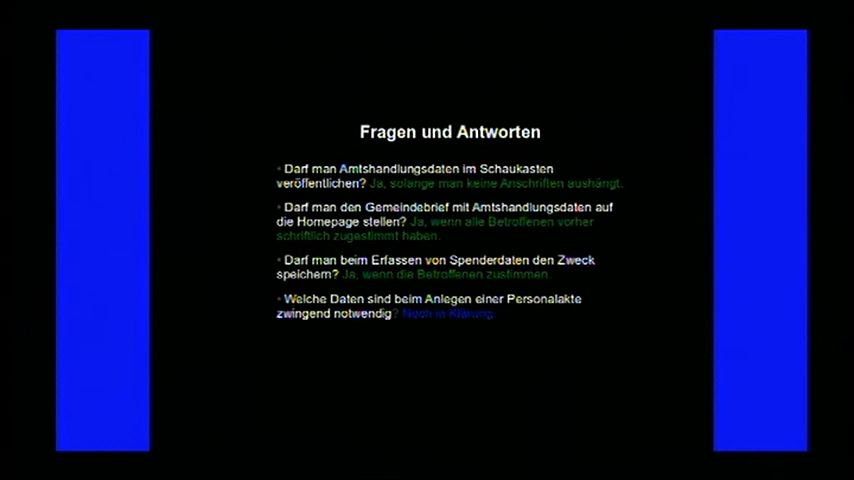 Fragen und Antworten
• Darf man Amtshandlungsdaten im Schaukasten
veröffentlichen? Ja, solange man keine Anschriften aushängt.
• Darf man den Gemeindebrief mit Amtshandlungsdaten auf
die Homepage stellen? Ja, wenn alle Betroffenen vorher
schriftlich zugestimmt haben.
• Darf man beim Erfassen von Spenderdaten den Zweck
speichern? Ja, wenn die Betroffenen zustimmen.
• Welche Daten sind beim Anlegen einer Personalakte
zwingend notwendig? Noch in Klärung.